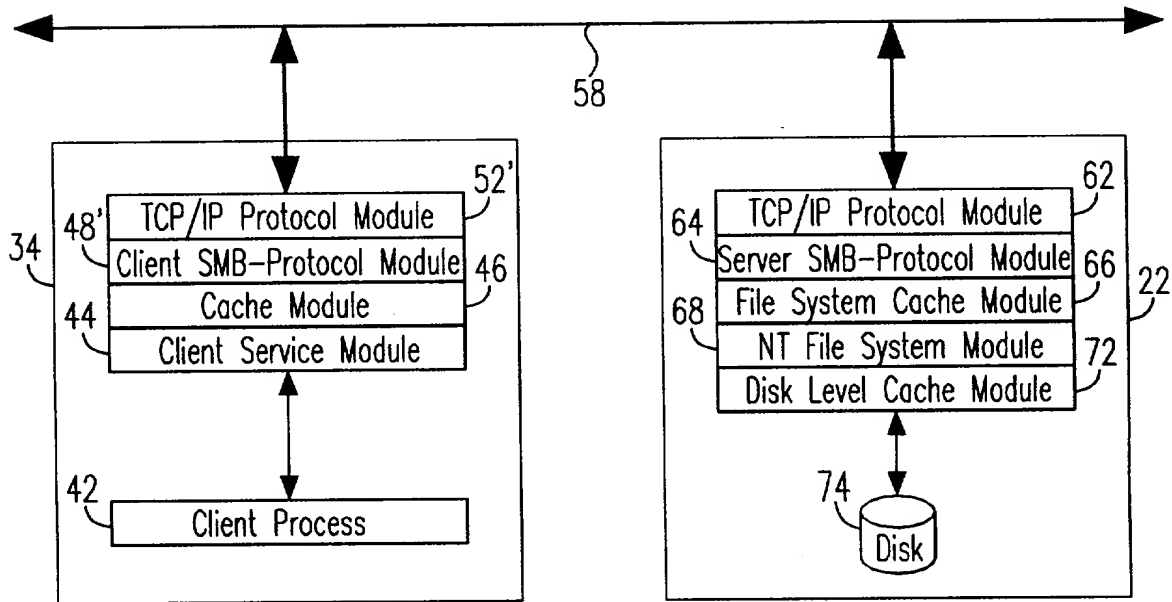 58
34
TCP/IP Protocol Module
52'
48'
Client SMB-Protocol Module
46
Cache Module
44
Client Service Module
42
Client Process
62
TCP/IP Protocol Module
64
Server SMB-Protocol Module
66
File System Cache Module
22
68
NT File System Module
72
Disk Level Cache Module
74
Disk